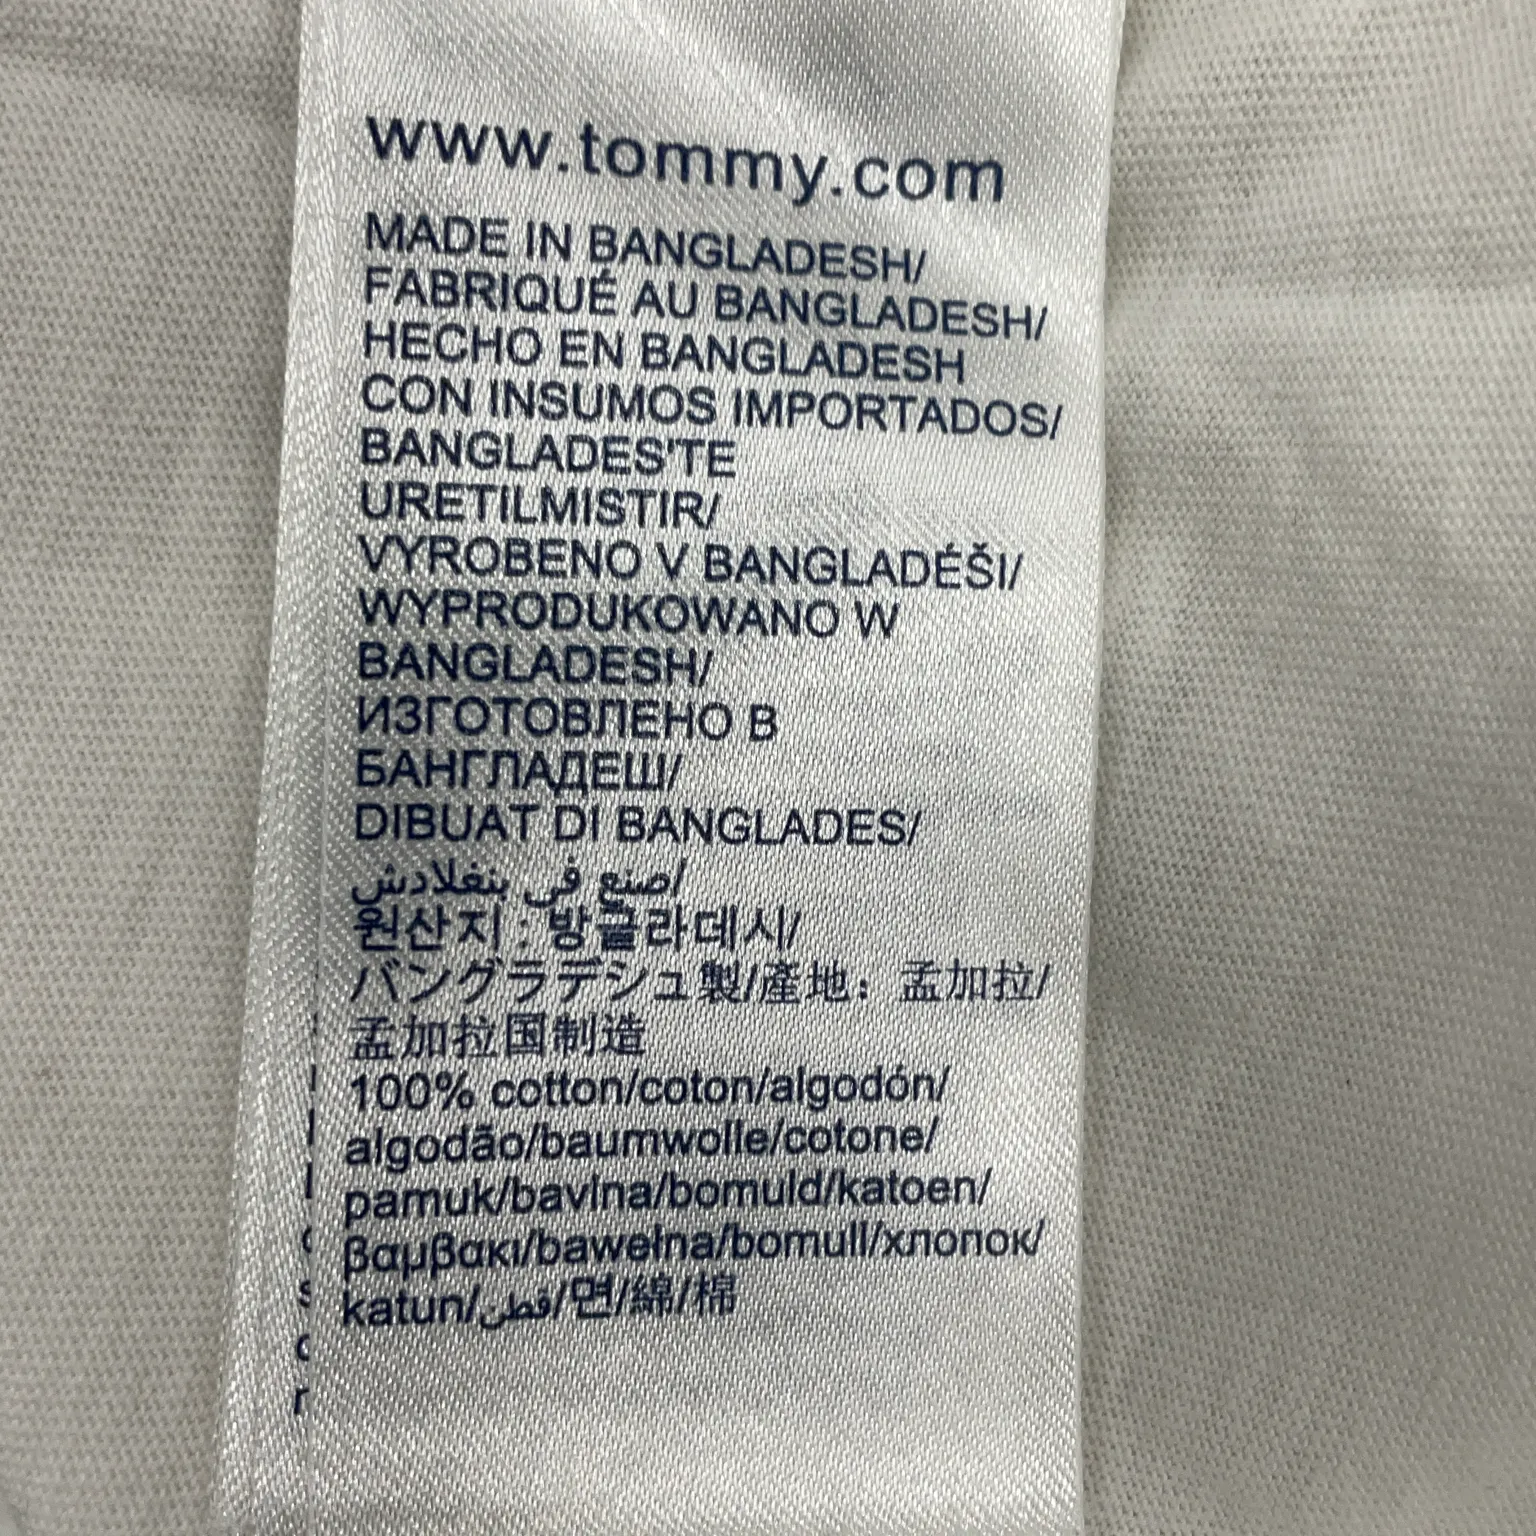 www.tommy.com
MADE IN BANGLADESH/
FABRIQUÉ AU BANGLADESH/
HECHO EN BANGLADESH
CON INSUMOS IMPORTADOS/
BANGLADES'TE
URETILMISTIR/
VYROBENO V BANGLADÉŠI/
WYPRODUKOWANO W
BANGLADESH/
ИЗГОТОВЛЕНО В
БАНГЛАДЕШ/
DIBUAT DI BANGLADES/
صنع في بنغلادش/
원산지 : 방글라데시/
バングラデシュ製/產地：孟加拉/
孟加拉国制造
100% cotton/coton/algodón/
algodão/baumwolle/cotone/
pamuk/bavlna/bomuld/katoen/
βαμβακι/bawełna/bomull/хлопок/
katun/قطن/면/綿/棉